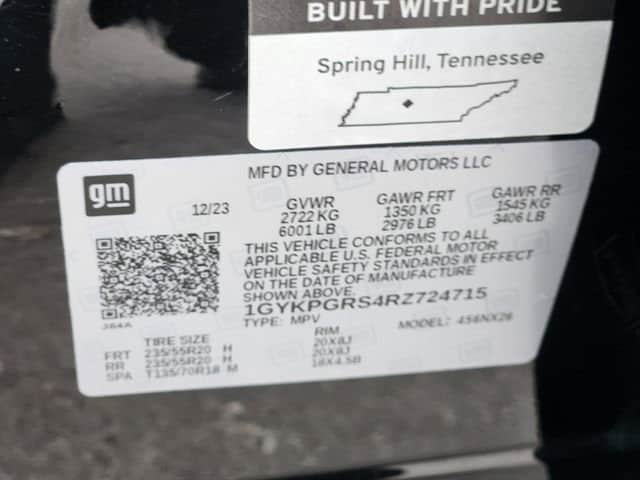 BUILT WITH PRIDE
Spring Hill, Tennessee
gm
MFD BY GENERAL MOTORS LLC
12/23
GVWR GAWR FRT GAWR RR
2722 KG 1350 KG 1545 KG
6001 LB 2976 LB 3406 LB
THIS VEHICLE CONFORMS TO ALL
APPLICABLE U.S. FEDERAL MOTOR
VEHICLE SAFETY STANDARDS IN EFFECT
ON THE DATE OF MANUFACTURE
SHOWN ABOVE.
1GYKPGRS4RZ724715
TYPE: MPV MODEL: 456NX26
384A
TIRE SIZE RIM
FRT 235/55R20 H 20X8J
RR 235/55R20 H 20X8J
SPA T135/70R18 M 18X4.5B